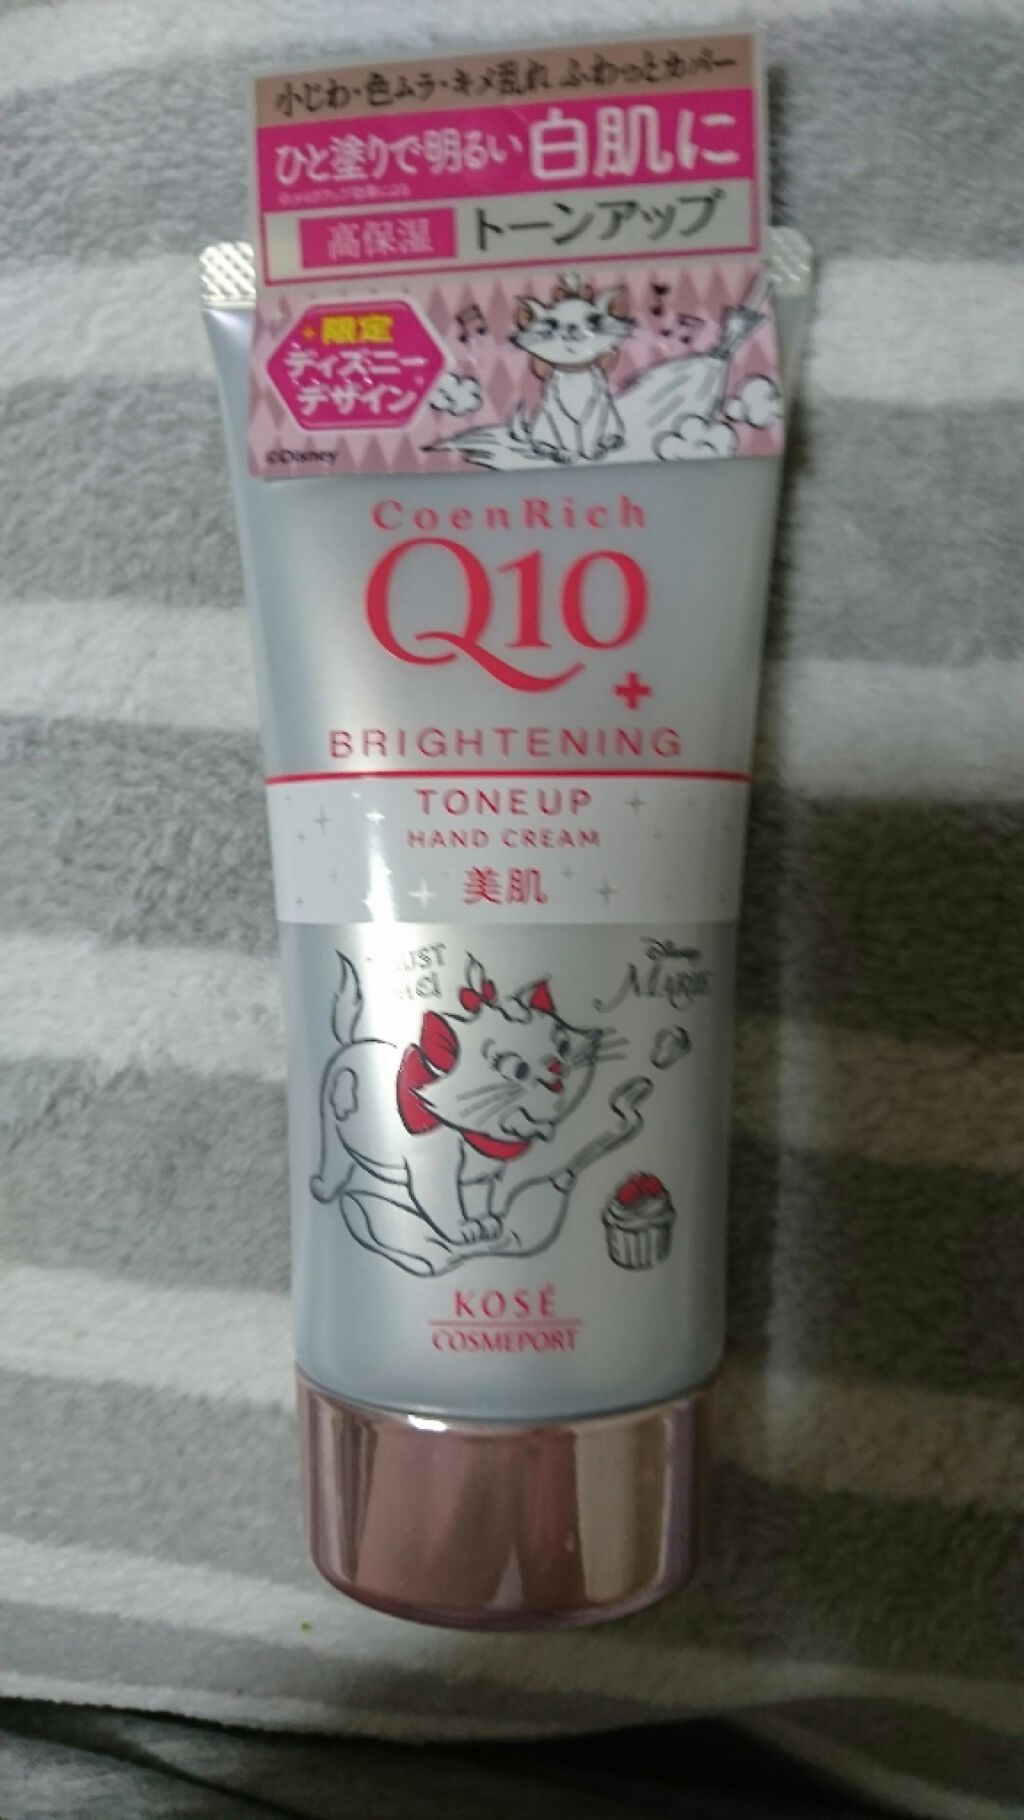 小じわ・色ムラ・キメ乱れ ふわっとカバー
ひと塗りで明るい 白肌に
高保湿 トーンアップ
限定
ディズニー
デザイン
©Disney
CoenRich
Q10
+
BRIGHTENING
TONEUP
HAND CREAM
美肌
Disney
MARIE
KOSÉ
COSMEPORT